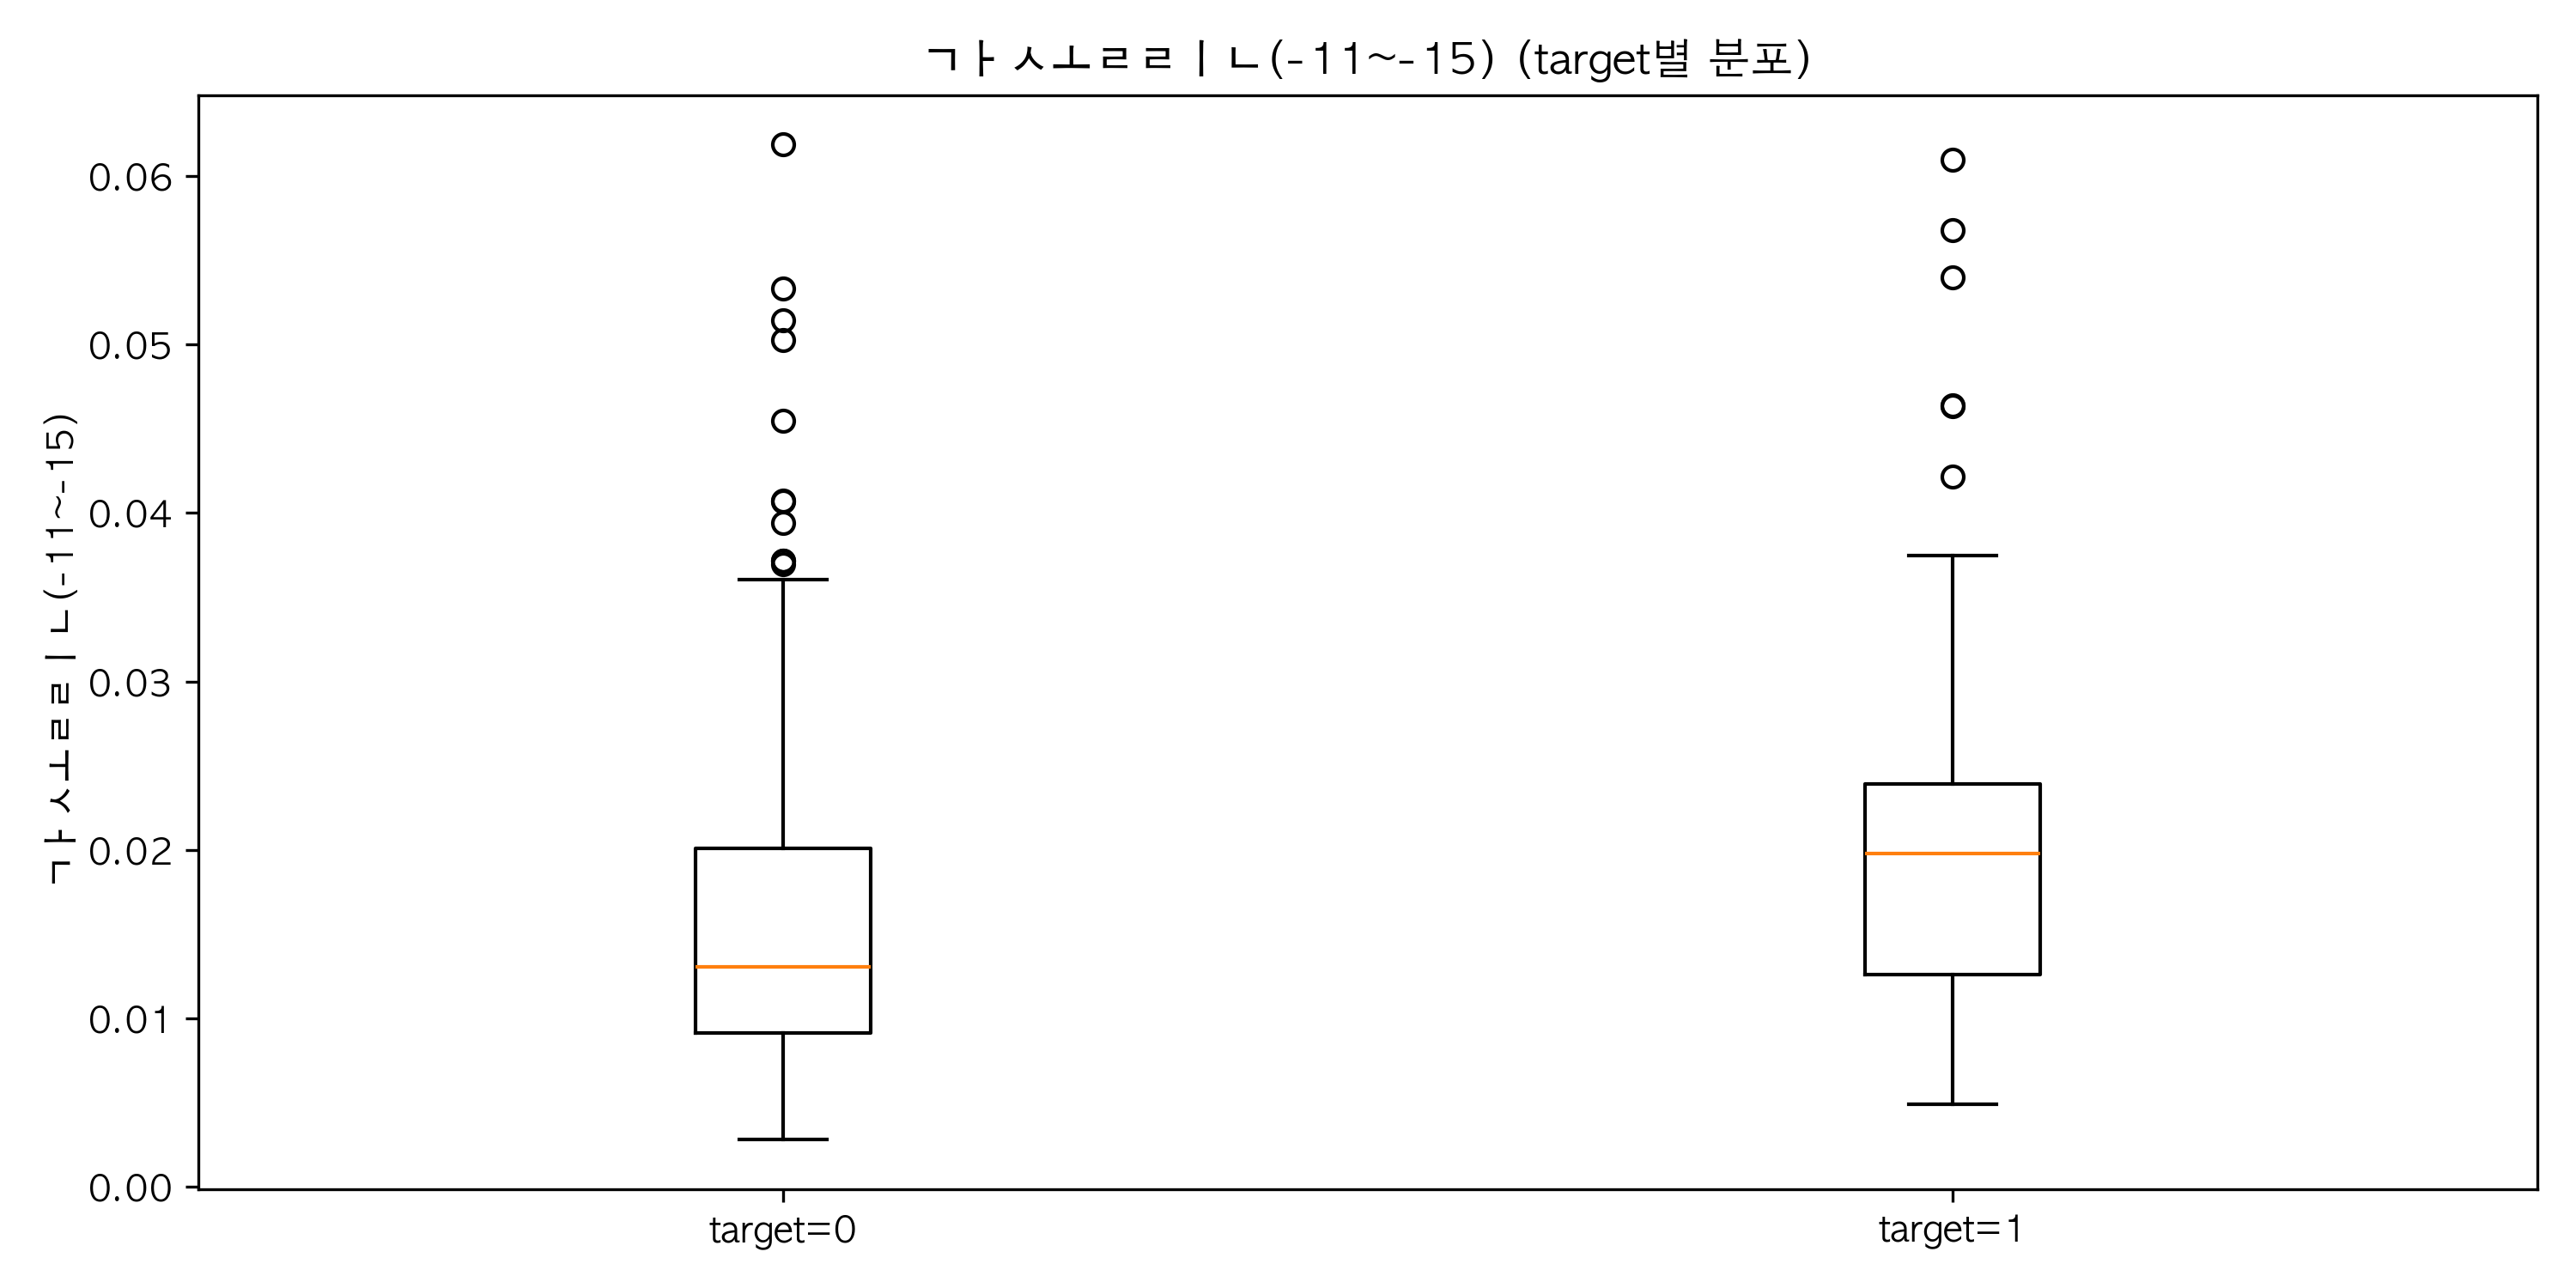 ㄱㅏ ㅅㅗㄹㄹㅣㄴ(-11~-15) (target별 분포)
ㄱㅏ ㅅㅗㄹㄹㅣㄴ(-11~-15)
0.06
0.05
0.04
0.03
0.02
0.01
0.00
target=0
target=1